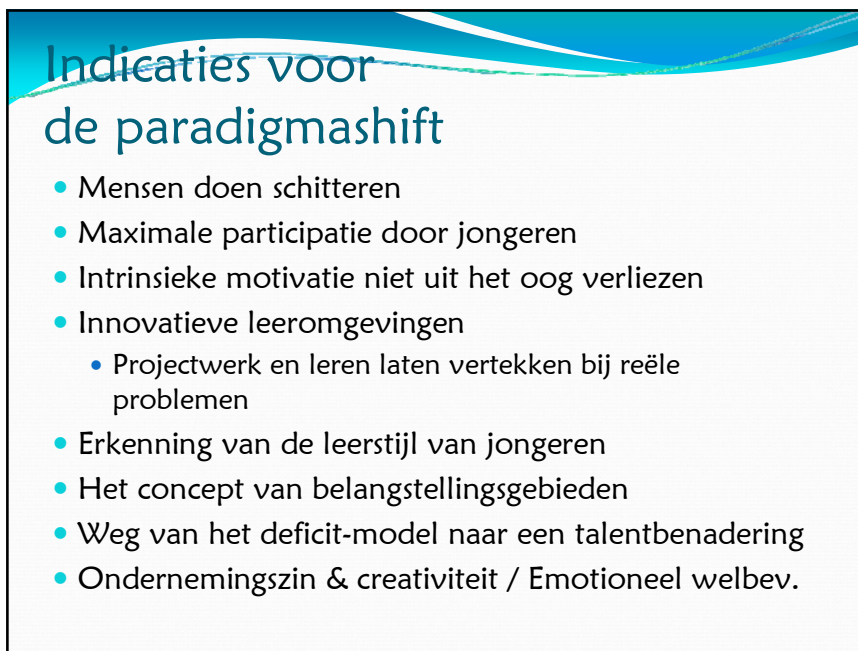 Indicaties voor
de paradigmashift
• Mensen doen schitteren
• Maximale participatie door jongeren
• Intrinsieke motivatie niet uit het oog verliezen
• Innovatieve leeromgevingen
• Projectwerk en leren laten vertekken bij reële
problemen
• Erkenning van de leerstijl van jongeren
• Het concept van belangstellingsgebieden
• Weg van het deficit-model naar een talentbenadering
• Ondernemingszin & creativiteit / Emotioneel welbev.